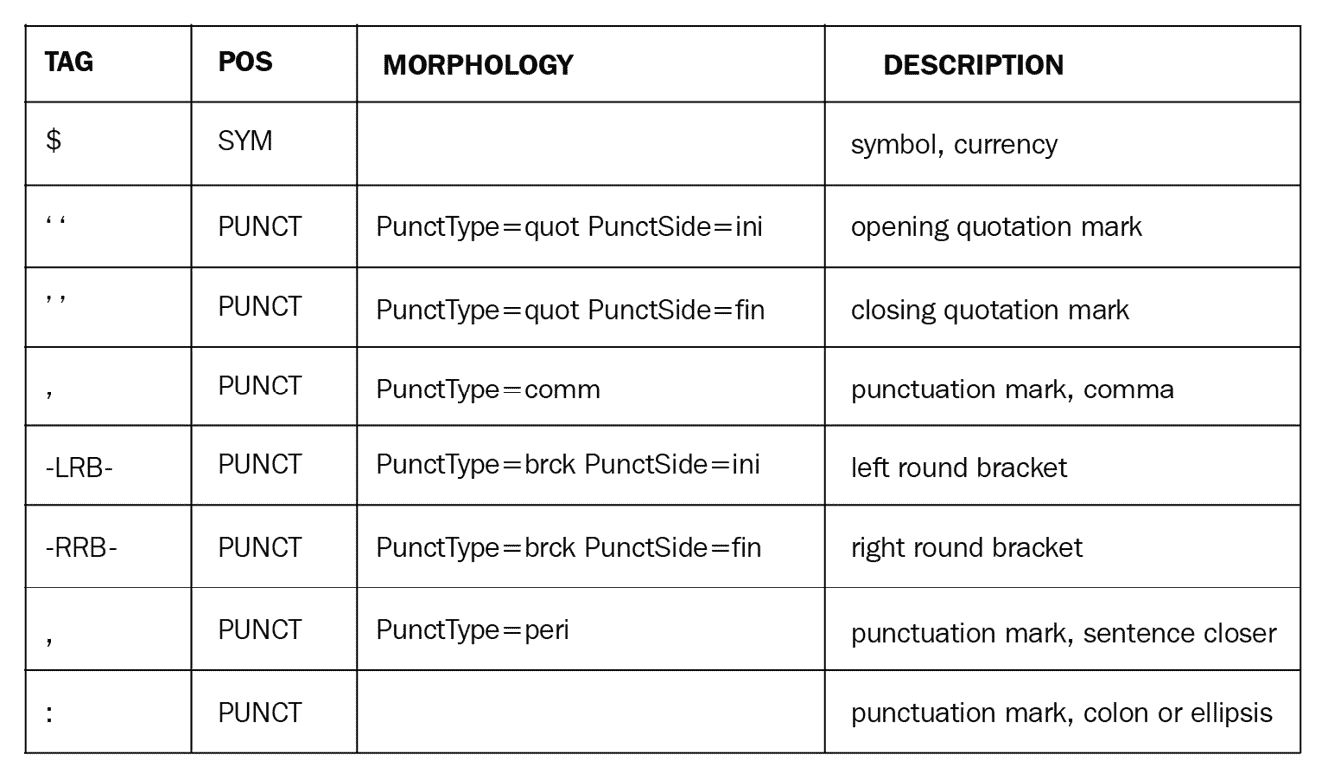 TAG POS MORPHOLOGY DESCRIPTION
$ SYM symbol, currency
‘ ‘ PUNCT PunctType=quot PunctSide=ini opening quotation mark
’ ’ PUNCT PunctType=quot PunctSide=fin closing quotation mark
, PUNCT PunctType=comm punctuation mark, comma
-LRB- PUNCT PunctType=brck PunctSide=ini left round bracket
-RRB- PUNCT PunctType=brck PunctSide=fin right round bracket
, PUNCT PunctType=peri punctuation mark, sentence closer
: PUNCT punctuation mark, colon or ellipsis